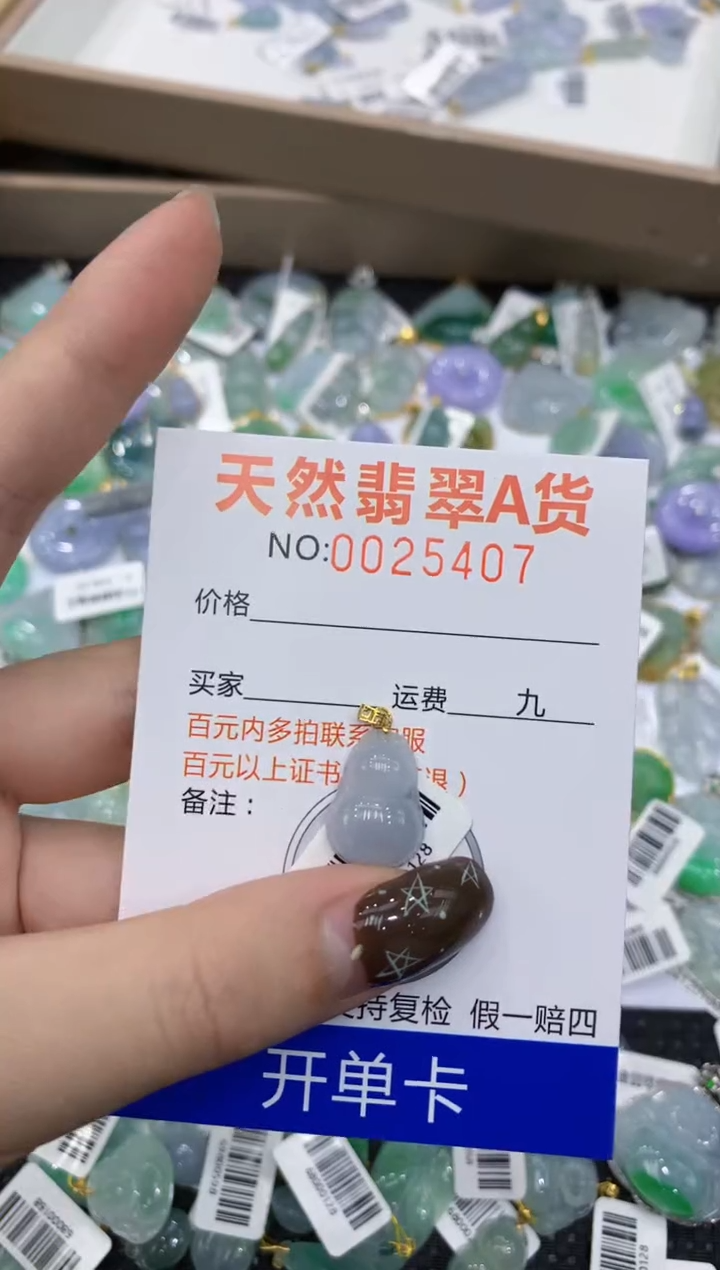 天然翡翠A货
NO:0025407
价格
买家 运费 九
百元内多拍联系 服
百元以上证书 退）
备注：
128
持复检 假一赔四
开单卡